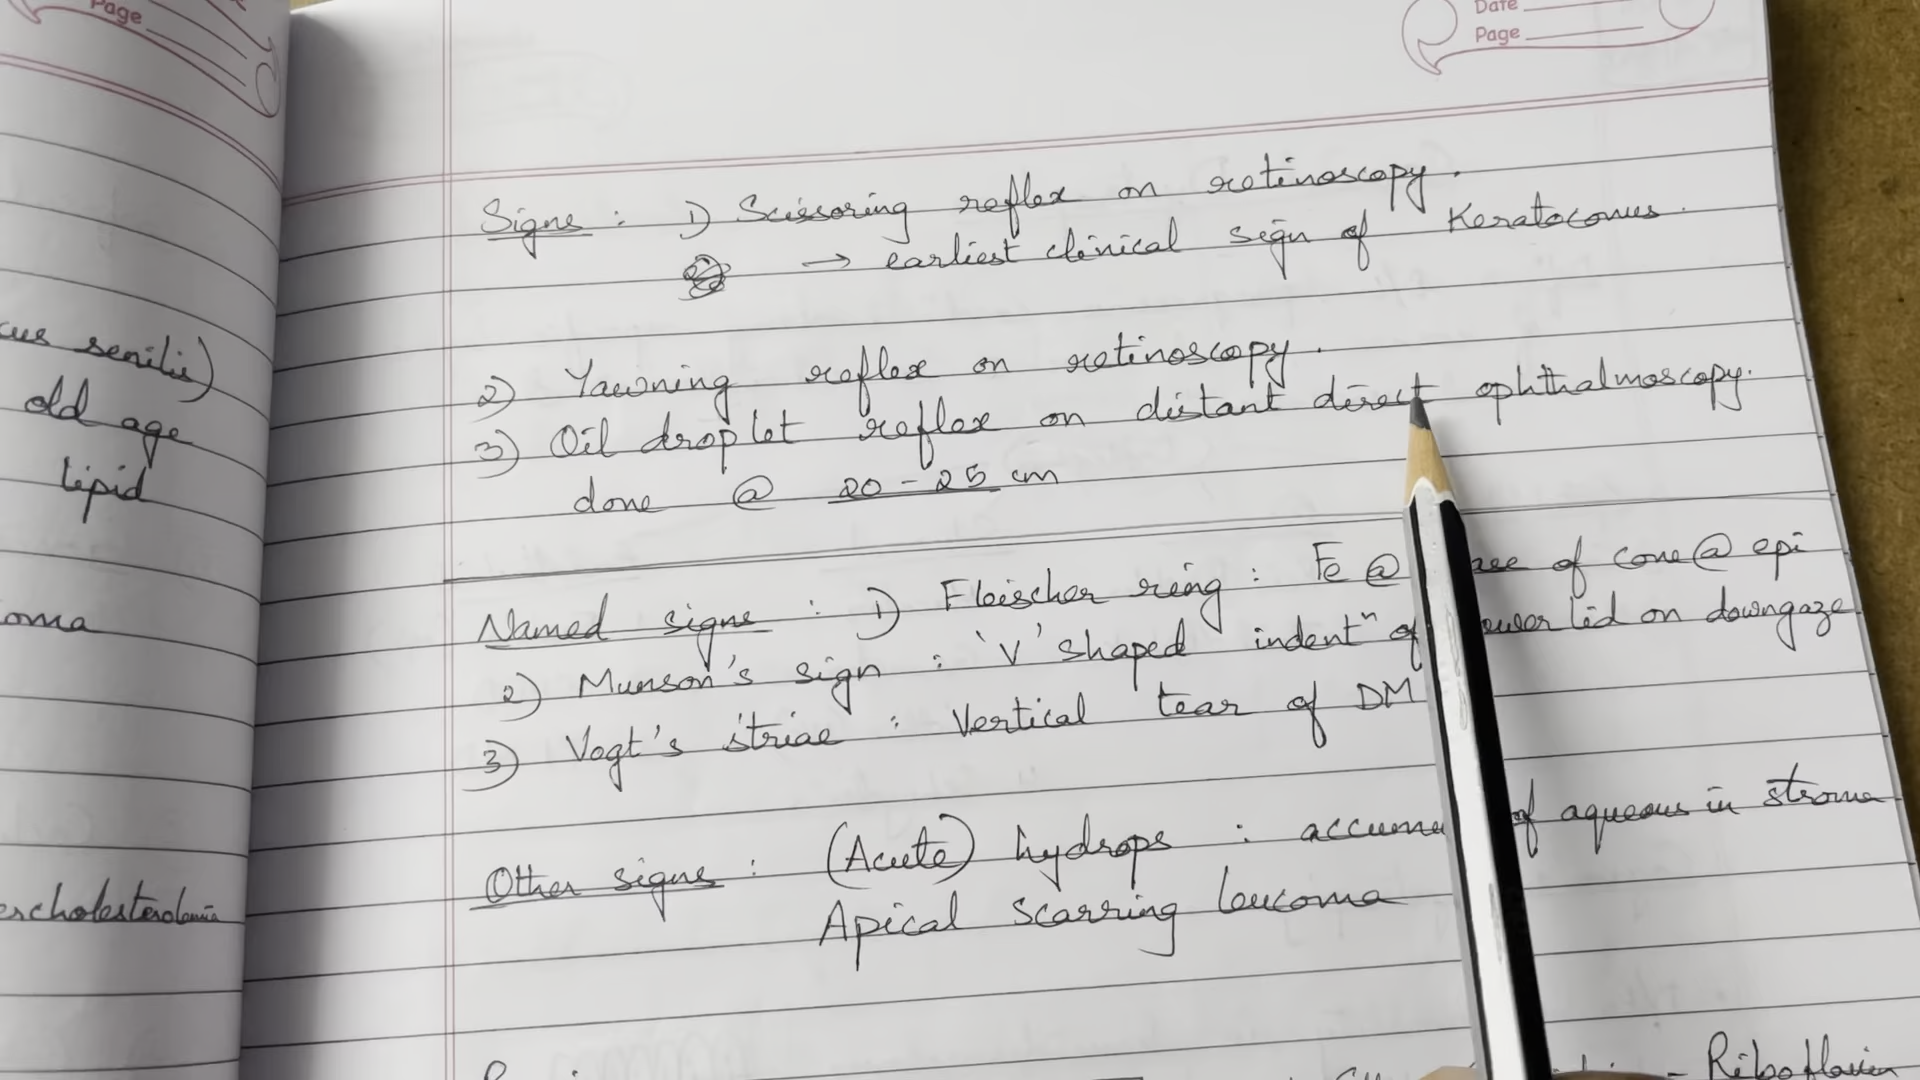 Page
cus senilis)
old age
lipid
oma
ercholesterolemia
Date
Page
Signs : 1) Scissoring reflex on retinoscopy.
→ earliest clinical sign of Keratoconus.
2) Yawning reflex on retinoscopy.
3) Oil droplet reflex on distant direct ophthalmoscopy.
done @ 20-25 cm
Named signs : 1) Fleischer ring : Fe @ of cone @ epi
2) Munson's sign : 'V' shaped indentⁿ of lid on downgaze
3) Vogt's striae : Vertical tear of DM
Other signs : (Acute) hydrops : accumu of aqueous in stroma
Apical scarring leucoma
- Riboflavin